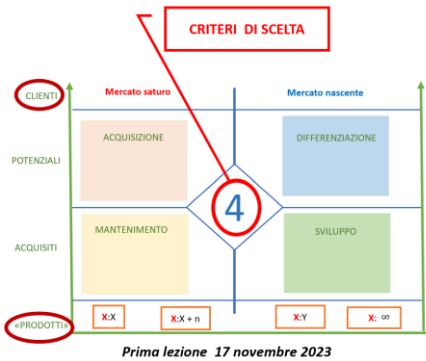 CRITERI DI SCELTA
CLIENTI
Mercato saturo
Mercato nascente
ACQUISIZIONE
DIFFERENZIAZIONE
POTENZIALI
4
MANTENIMENTO
SVILUPPO
ACQUISITI
«PRODOTTI»
X:X
X:X + n
X:Y
X: ∞
Prima lezione 17 novembre 2023